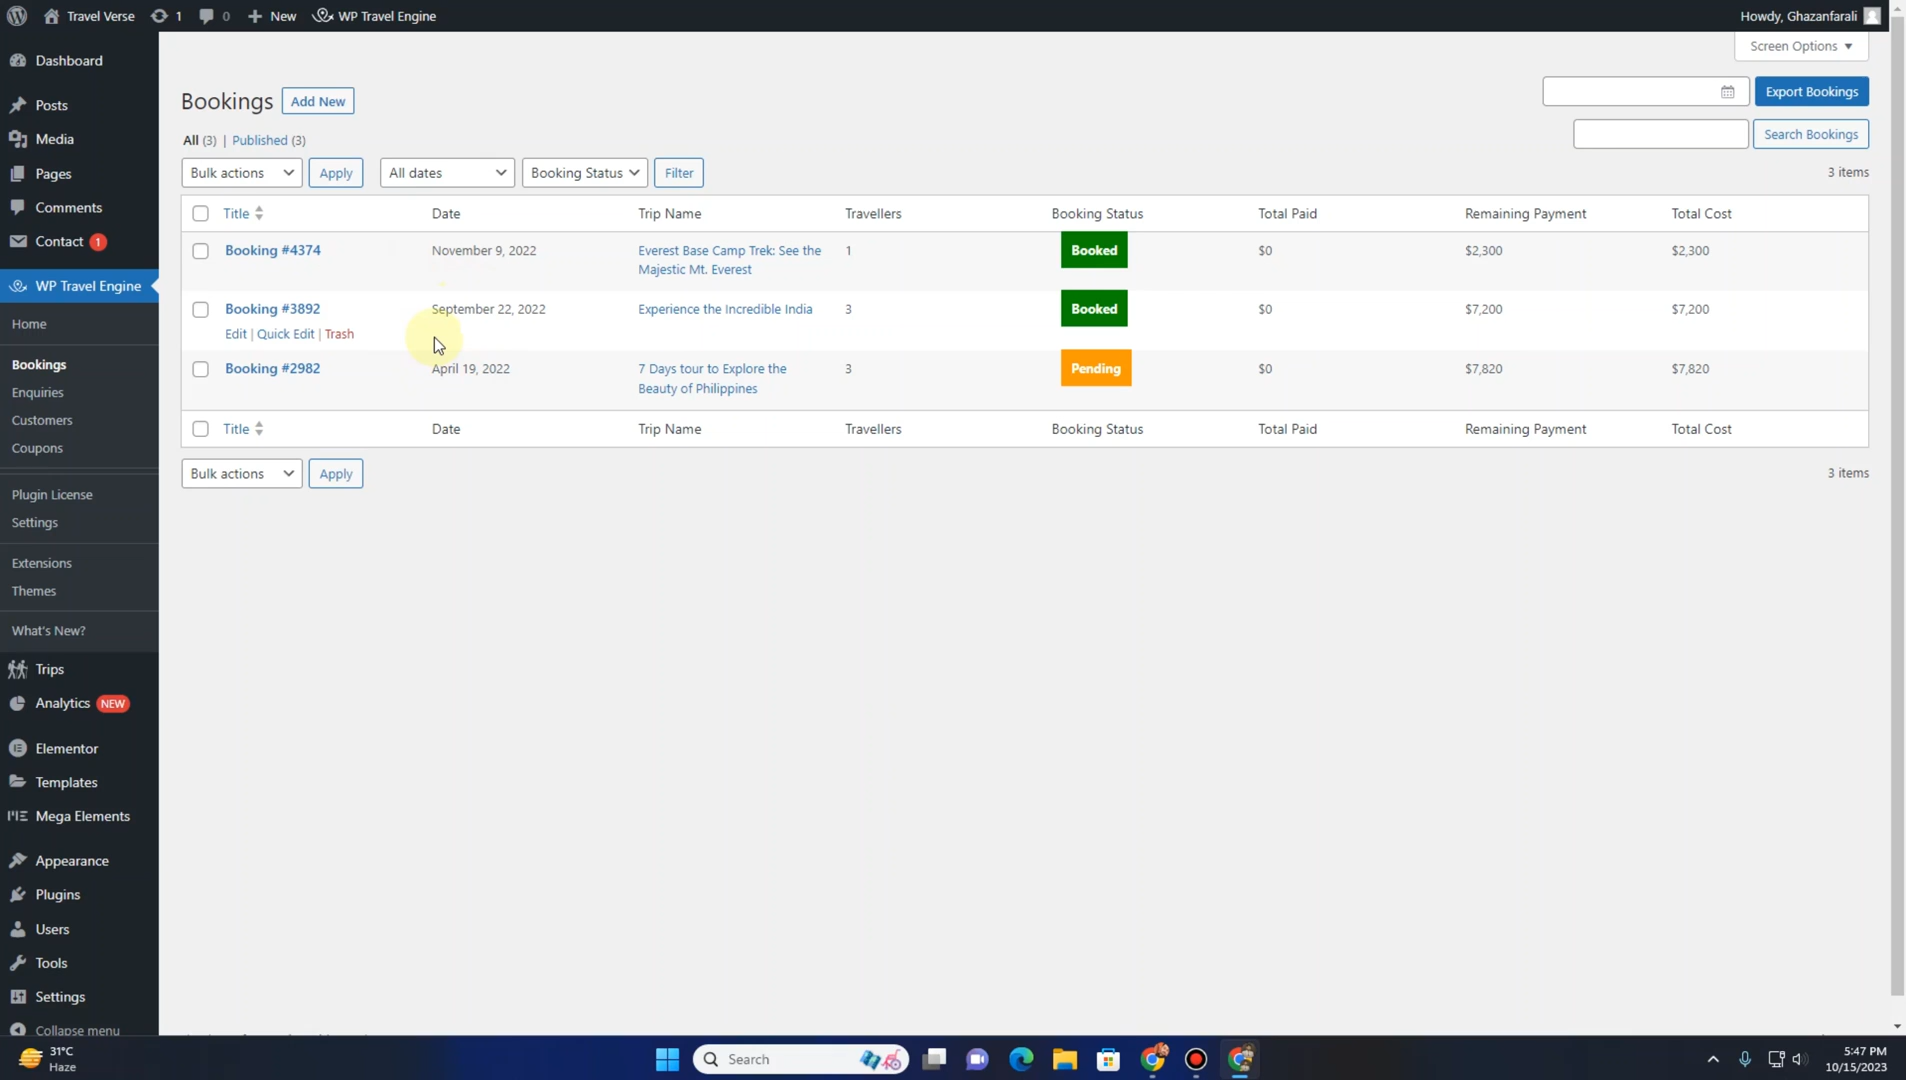 Travel Verse 1 0 New WP Travel Engine Howdy, Ghazanfarali
Screen Options
Dashboard
Posts
Media
Pages
Comments
Contact 1
WP Travel Engine
Home
Bookings
Enquiries
Customers
Coupons
Plugin License
Settings
Extensions
Themes
What's New?
Trips
Analytics NEW
Elementor
Templates
Mega Elements
Appearance
Plugins
Users
Tools
Settings
Collapse menu
Bookings Add New
Export Bookings
All (3) | Published (3)
Search Bookings
Bulk actions Apply All dates Booking Status Filter 3 items
Title Date Trip Name Travellers Booking Status Total Paid Remaining Payment Total Cost
Booking #4374 November 9, 2022 Everest Base Camp Trek: See the 1 Booked $0 $2,300 $2,300
Majestic Mt. Everest
Booking #3892 September 22, 2022 Experience the Incredible India 3 Booked $0 $7,200 $7,200
Edit | Quick Edit | Trash
Booking #2982 April 19, 2022 7 Days tour to Explore the 3 Pending $0 $7,820 $7,820
Beauty of Philippines
Title Date Trip Name Travellers Booking Status Total Paid Remaining Payment Total Cost
Bulk actions Apply 3 items
31°C
Haze
Search
5:47 PM
10/15/2023